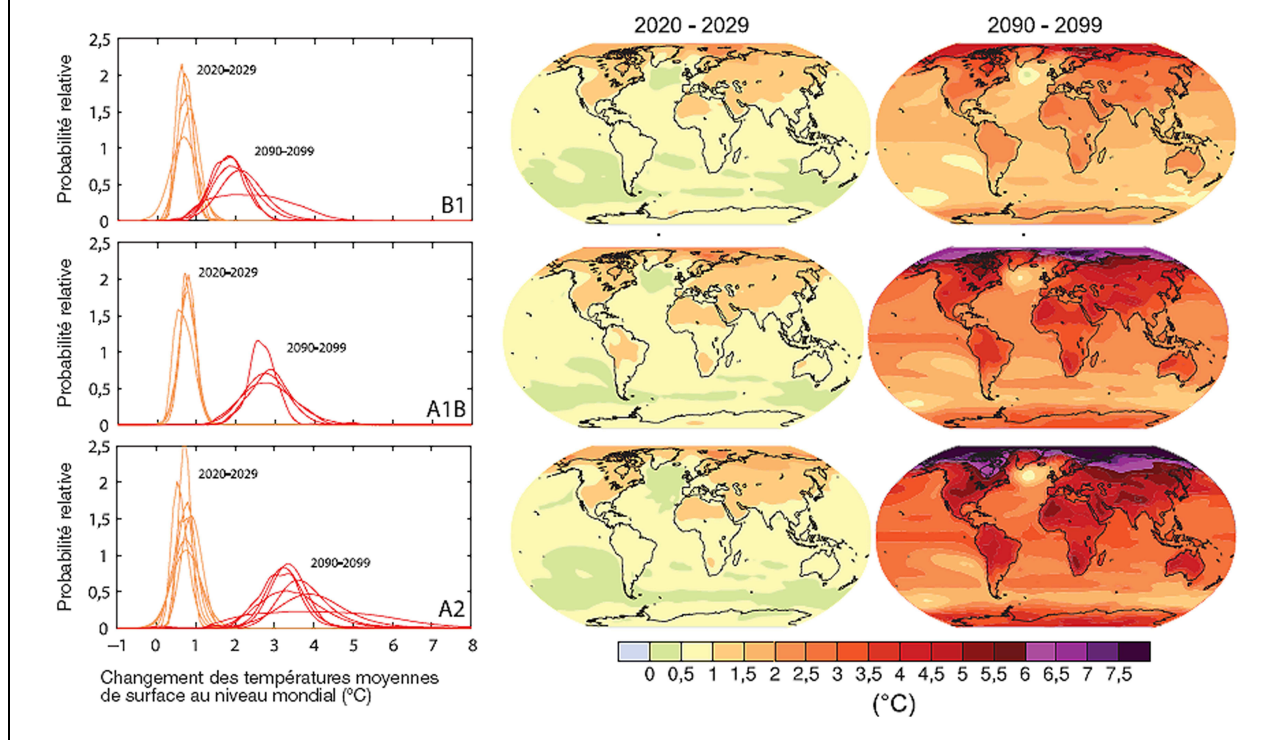 2020 - 2029
2090 - 2099
2,5
2
1,5
1
0,5
0
Probabilité relative
2020–2029
2090–2099
B1
2,5
2
1,5
1
0,5
0
Probabilité relative
2020–2029
2090–2099
A1B
2,5
2
1,5
1
0,5
0
Probabilité relative
2020–2029
2090–2099
A2
−1 0 1 2 3 4 5 6 7 8
Changement des températures moyennes
de surface au niveau mondial (ºC)
0 0,5 1 1,5 2 2,5 3 3,5 4 4,5 5 5,5 6 6,5 7 7,5
(°C)